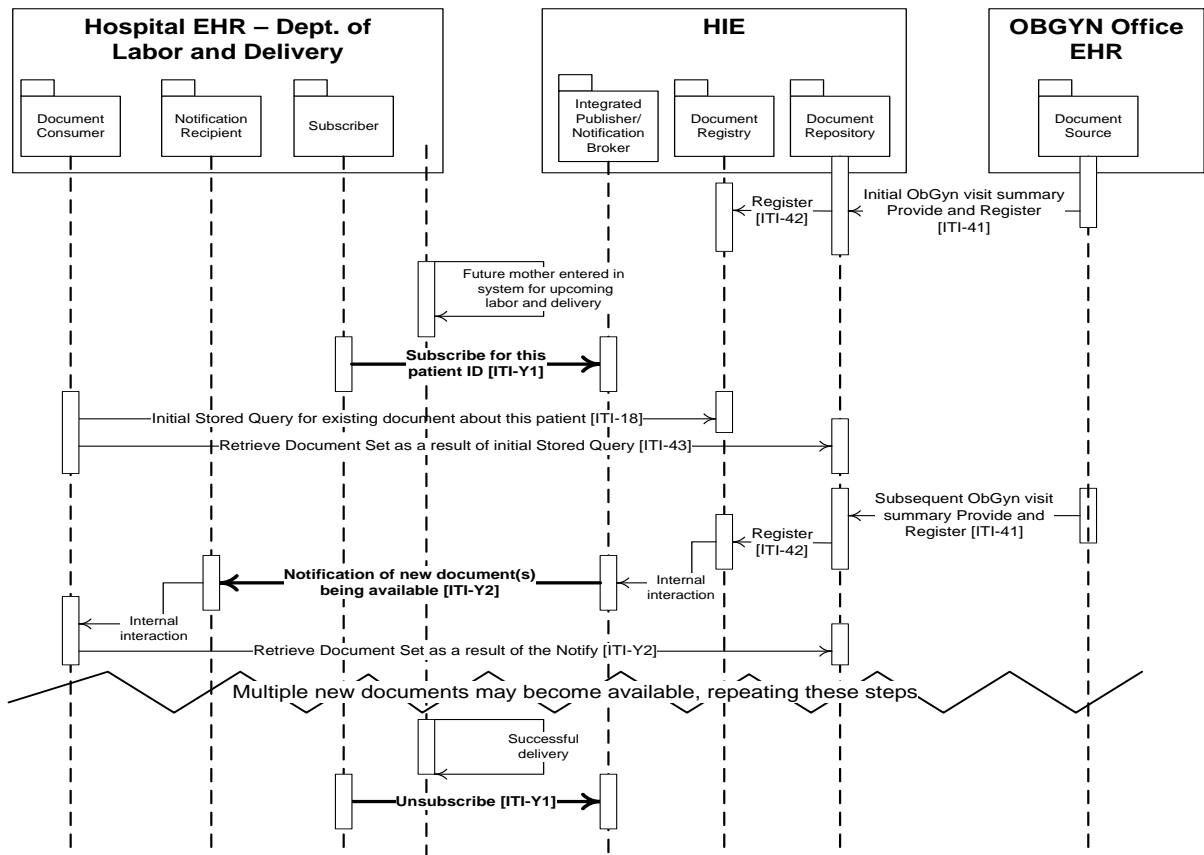 Hospital EHR – Dept. of
Labor and Delivery
HIE
OBGYN Office
EHR
Document
Consumer
Notification
Recipient
Subscriber
Integrated
Publisher/
Notification
Broker
Document
Registry
Document
Repository
Document
Source
Register
[ITI-42]
Initial ObGyn visit summary
Provide and Register
[ITI-41]
Future mother entered in
system for upcoming
labor and delivery
Subscribe for this
patient ID [ITI-Y1]
Initial Stored Query for existing document about this patient [ITI-18]
Retrieve Document Set as a result of initial Stored Query [ITI-43]
Subsequent ObGyn visit
summary Provide and
Register [ITI-41]
Register
[ITI-42]
Internal
interaction
Notification of new document(s)
being available [ITI-Y2]
Internal
interaction
Retrieve Document Set as a result of the Notify [ITI-Y2]
Multiple new documents may become available, repeating these steps
Successful
delivery
Unsubscribe [ITI-Y1]